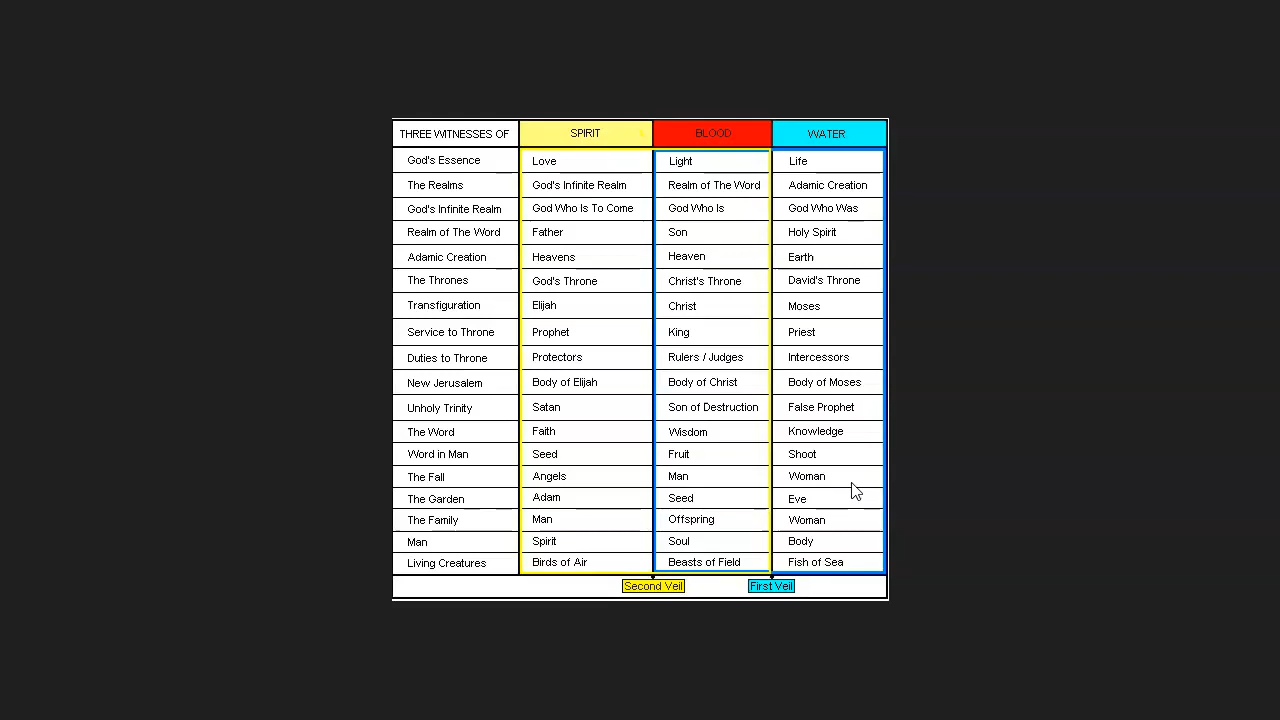 THREE WITNESSES OF SPIRIT BLOOD WATER
God's Essence Love Light Life
The Realms God's Infinite Realm Realm of The Word Adamic Creation
God's Infinite Realm God Who Is To Come God Who Is God Who Was
Realm of The Word Father Son Holy Spirit
Adamic Creation Heavens Heaven Earth
The Thrones God's Throne Christ's Throne David's Throne
Transfiguration Elijah Christ Moses
Service to Throne Prophet King Priest
Duties to Throne Protectors Rulers / Judges Intercessors
New Jerusalem Body of Elijah Body of Christ Body of Moses
Unholy Trinity Satan Son of Destruction False Prophet
The Word Faith Wisdom Knowledge
Word in Man Seed Fruit Shoot
The Fall Angels Man Woman
The Garden Adam Seed Eve
The Family Man Offspring Woman
Man Spirit Soul Body
Living Creatures Birds of Air Beasts of Field Fish of Sea
Second Veil First Veil